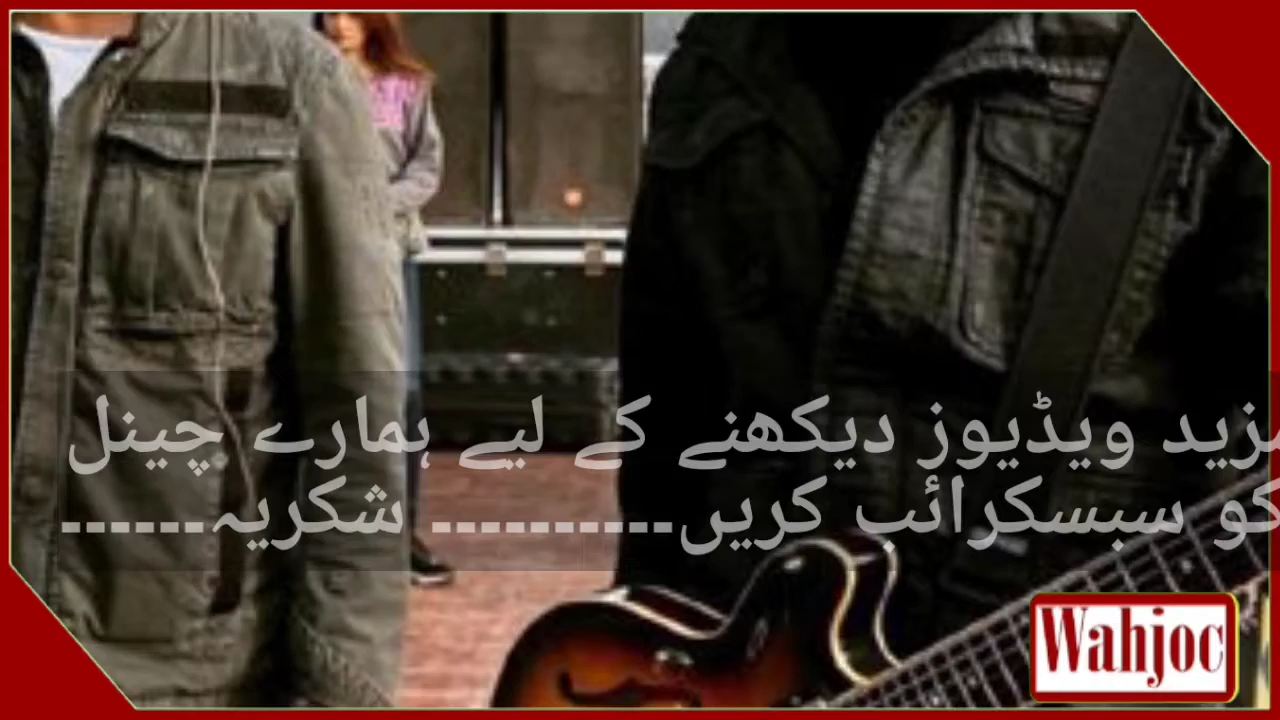 مزید ویڈیوز دیکھنے کے لیے ہمارے چینل
کو سبسکرائب کریں---------- شکریہ------
Wahjoc